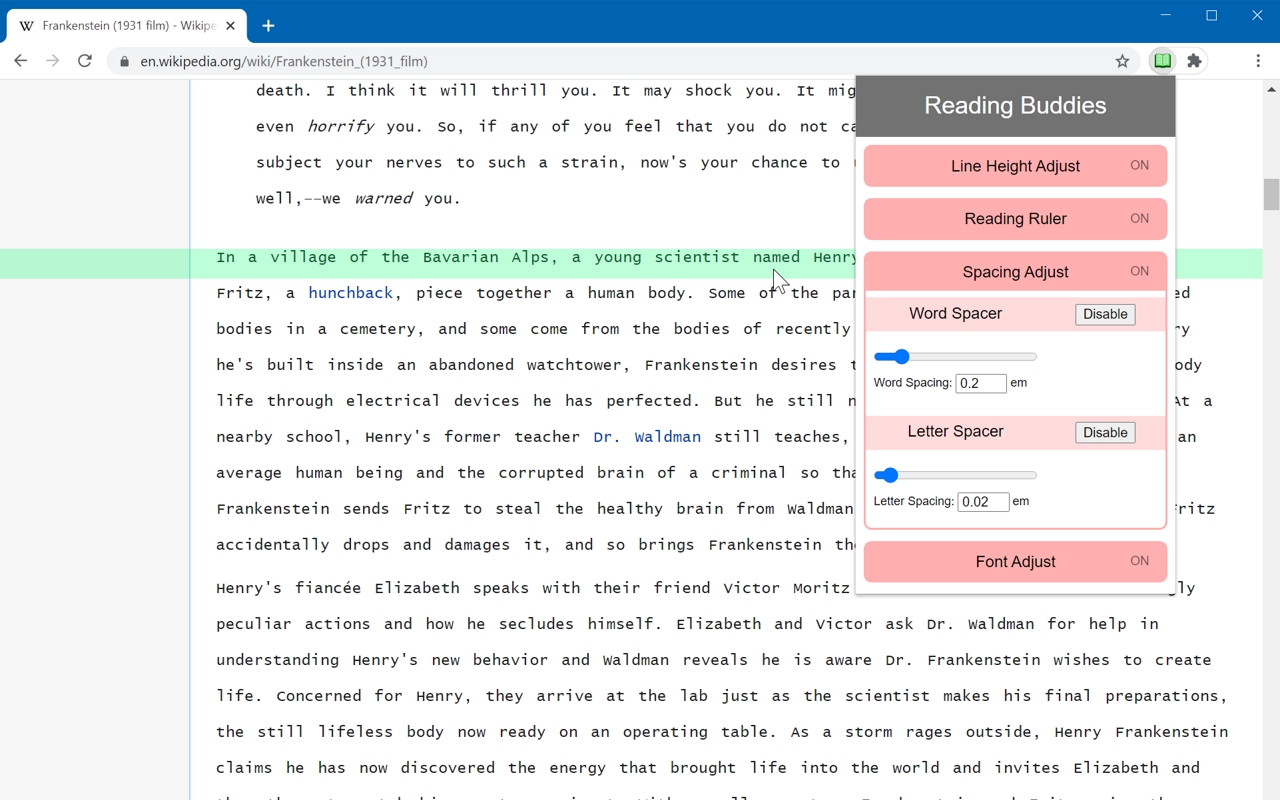 Frankenstein (1931 film) - Wikipe
en.wikipedia.org/wiki/Frankenstein_(1931_film)
death. I think it will thrill you. It may shock you. It mig
even horrify you. So, if any of you feel that you do not ca
subject your nerves to such a strain, now's your chance to
well,--we warned you.
In a village of the Bavarian Alps, a young scientist named Henry
Fritz, a hunchback, piece together a human body. Some of the par ed
bodies in a cemetery, and some come from the bodies of recently ry
he's built inside an abandoned watchtower, Frankenstein desires t ody
life through electrical devices he has perfected. But he still n At a
nearby school, Henry's former teacher Dr. Waldman still teaches, an
average human being and the corrupted brain of a criminal so tha
Frankenstein sends Fritz to steal the healthy brain from Waldman Fritz
accidentally drops and damages it, and so brings Frankenstein the
Henry's fiancée Elizabeth speaks with their friend Victor Moritz gly
peculiar actions and how he secludes himself. Elizabeth and Victor ask Dr. Waldman for help in
understanding Henry's new behavior and Waldman reveals he is aware Dr. Frankenstein wishes to create
life. Concerned for Henry, they arrive at the lab just as the scientist makes his final preparations,
the still lifeless body now ready on an operating table. As a storm rages outside, Henry Frankenstein
claims he has now discovered the energy that brought life into the world and invites Elizabeth and
Reading Buddies
Line Height Adjust ON
Reading Ruler ON
Spacing Adjust ON
Word Spacer Disable
Word Spacing: 0.2 em
Letter Spacer Disable
Letter Spacing: 0.02 em
Font Adjust ON